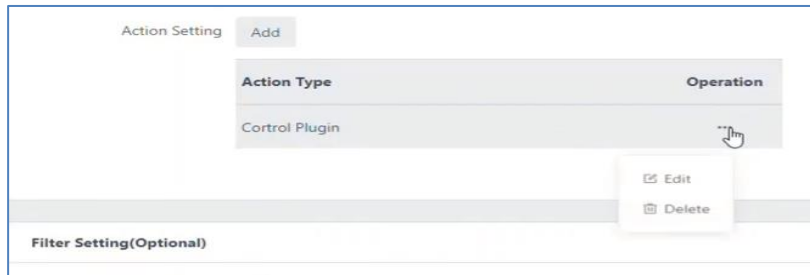 Action Setting Add
Action Type Operation
Cortrol Plugin ...
Edit
Delete
Filter Setting(Optional)